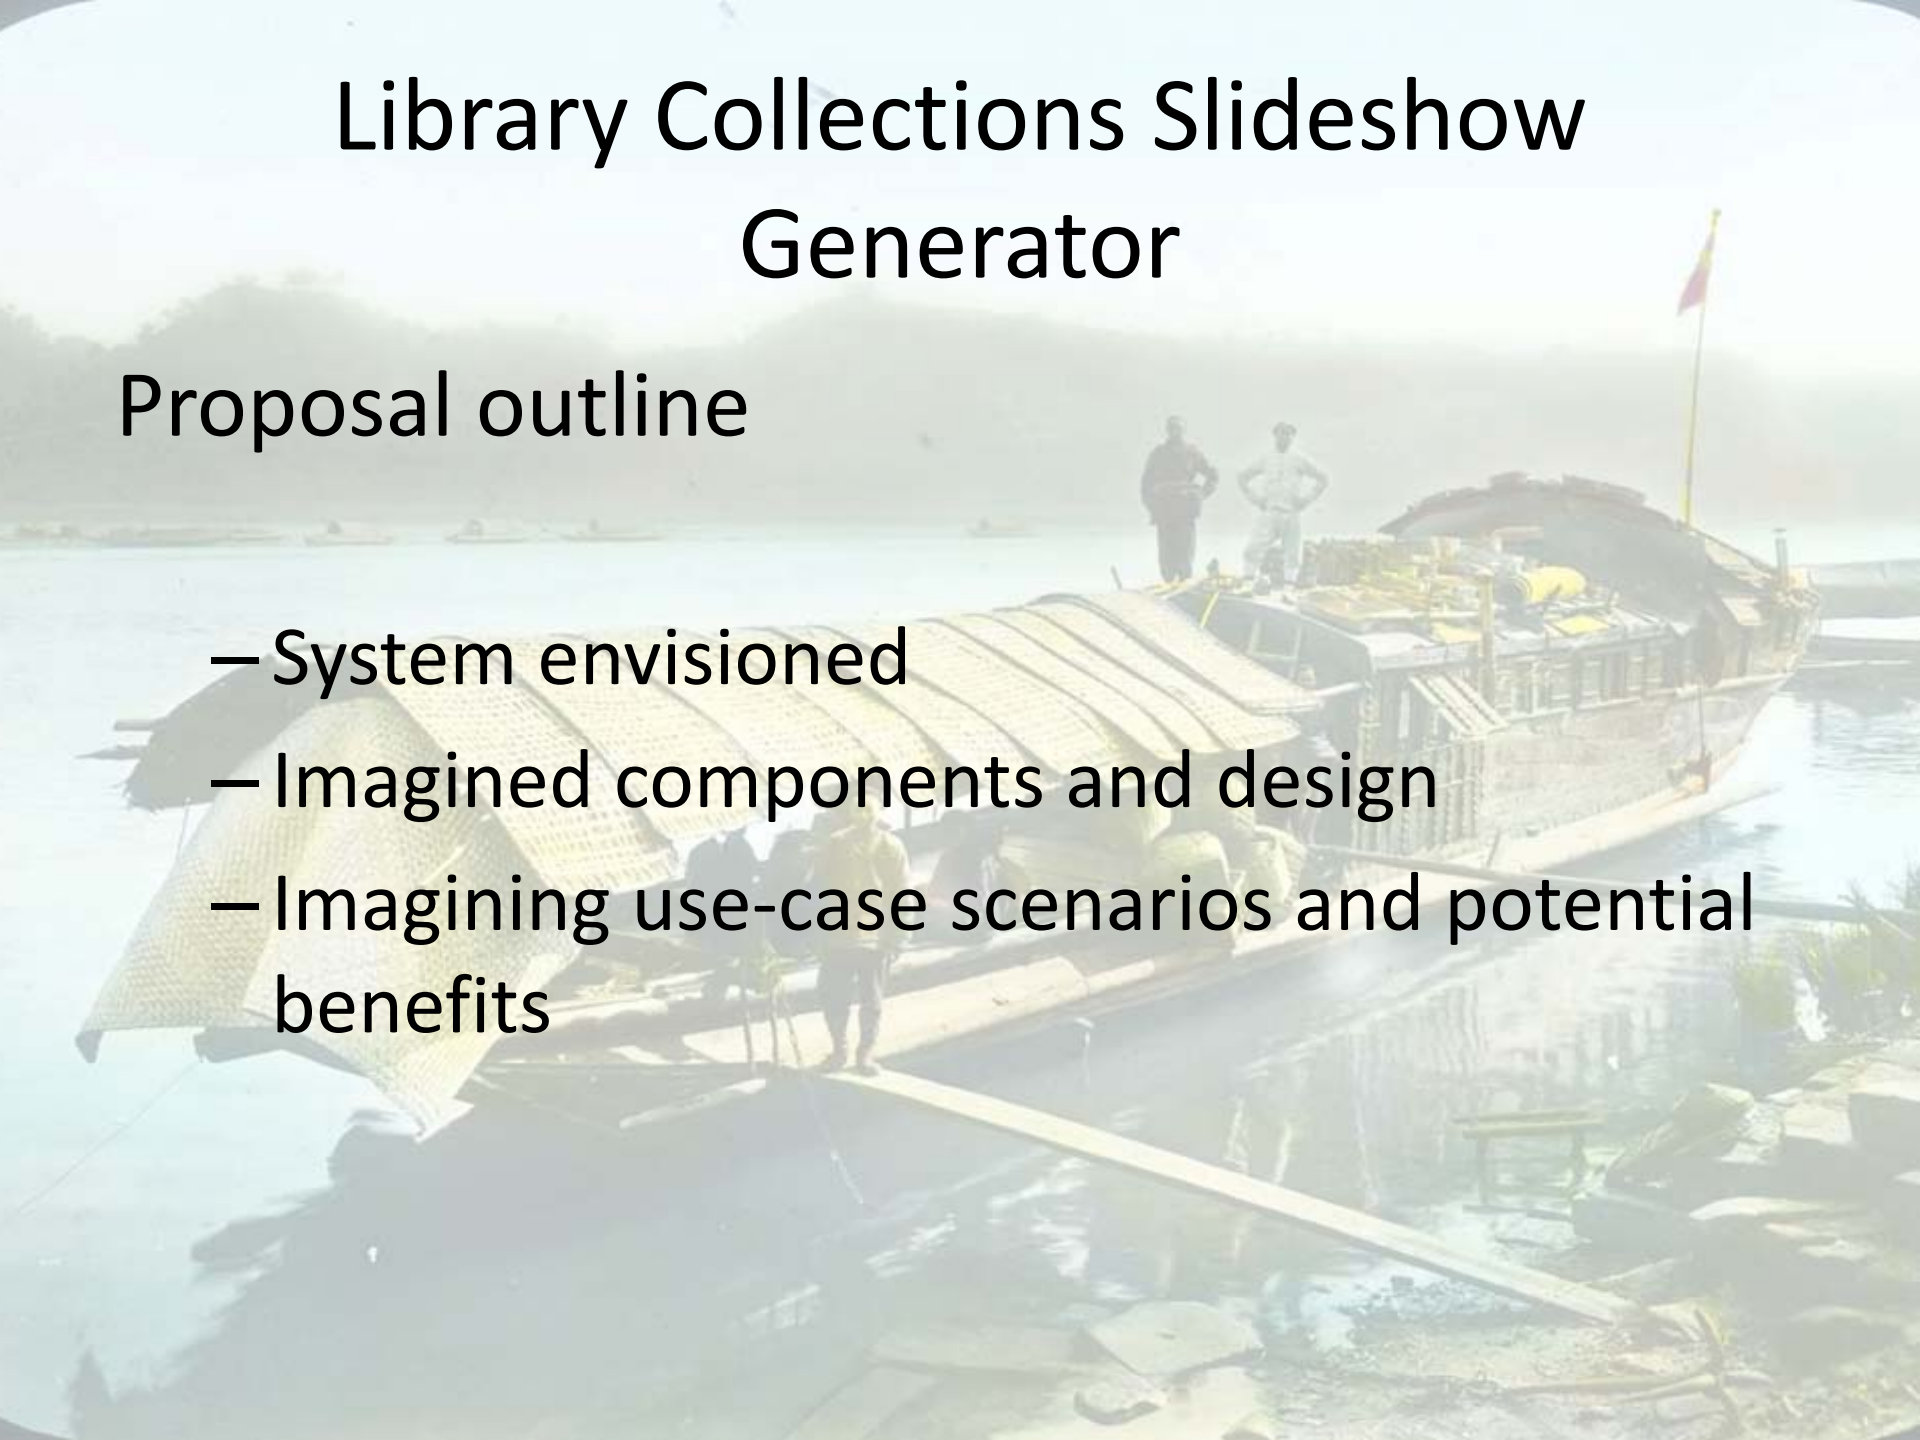 Library Collections Slideshow
Generator
Proposal outline
– System envisioned
– Imagined components and design
– Imagining use-case scenarios and potential
benefits